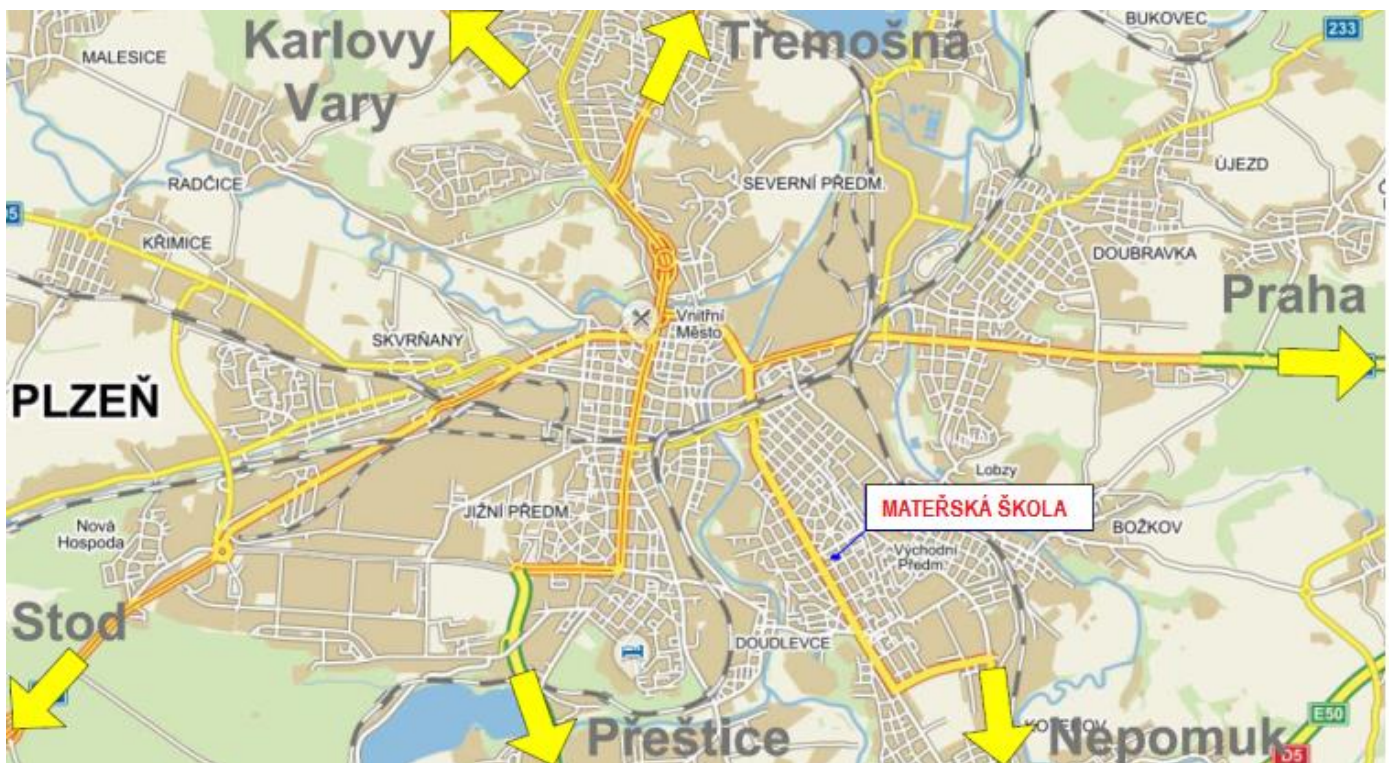 Karlovy
Vary
Třemošná
BUKOVEC
233
MALESICE
RADČICE
SEVERNÍ PŘEDM.
ÚJEZD
KŘIMICE
DOUBRAVKA
Praha
Vnitřní
Město
SKVRŇANY
PLZEŇ
Lobzy
MATEŘSKÁ ŠKOLA
JIŽNÍ PŘEDM
BOŽKOV
Nová
Hospoda
Východní
Předm.
Stod
DOUDLEVCE
E50
Přeštice
Nepomuk
D5